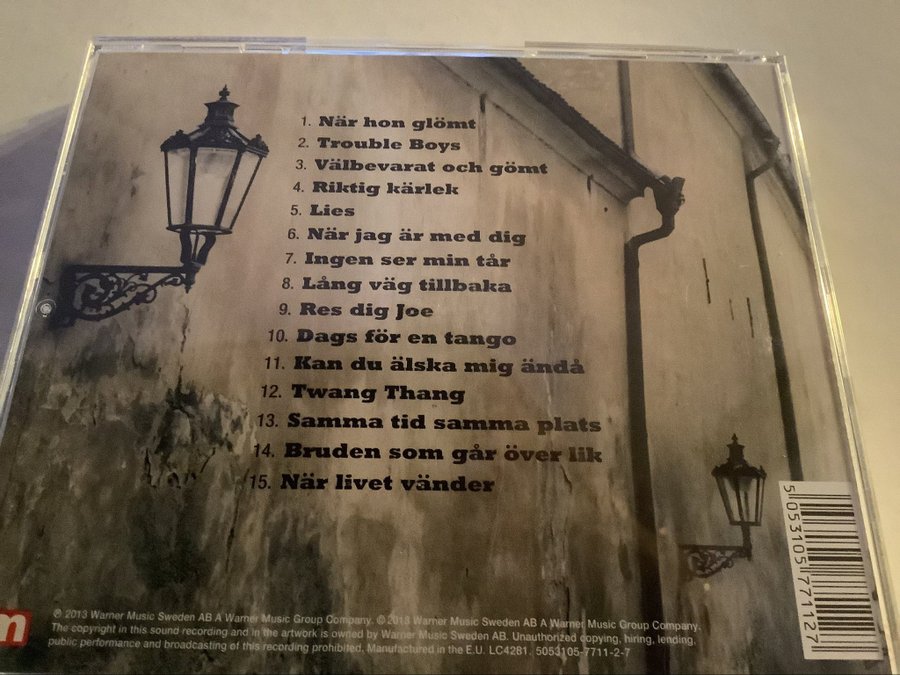 1. När hon glömt
2. Trouble Boys
3. Välbevarat och gömt
4. Riktig kärlek
5. Lies
6. När jag är med dig
7. Ingen ser min tår
8. Lång väg tillbaka
9. Res dig Joe
10. Dags för en tango
11. Kan du älska mig ändå
12. Twang Thang
13. Samma tid samma plats
14. Bruden som går över lik
15. När livet vänder
m
℗ 2013 Warner Music Sweden AB A Warner Music Group Company. © 2013 Warner Music Sweden AB A Warner Music Group Company.
The copyright in this sound recording and in the artwork is owned by Warner Music Sweden AB. Unauthorized copying, hiring, lending,
public performance and broadcasting of this recording prohibited. Manufactured in the E.U. LC4281. 5053105-7711-2-7
5 053105 771127